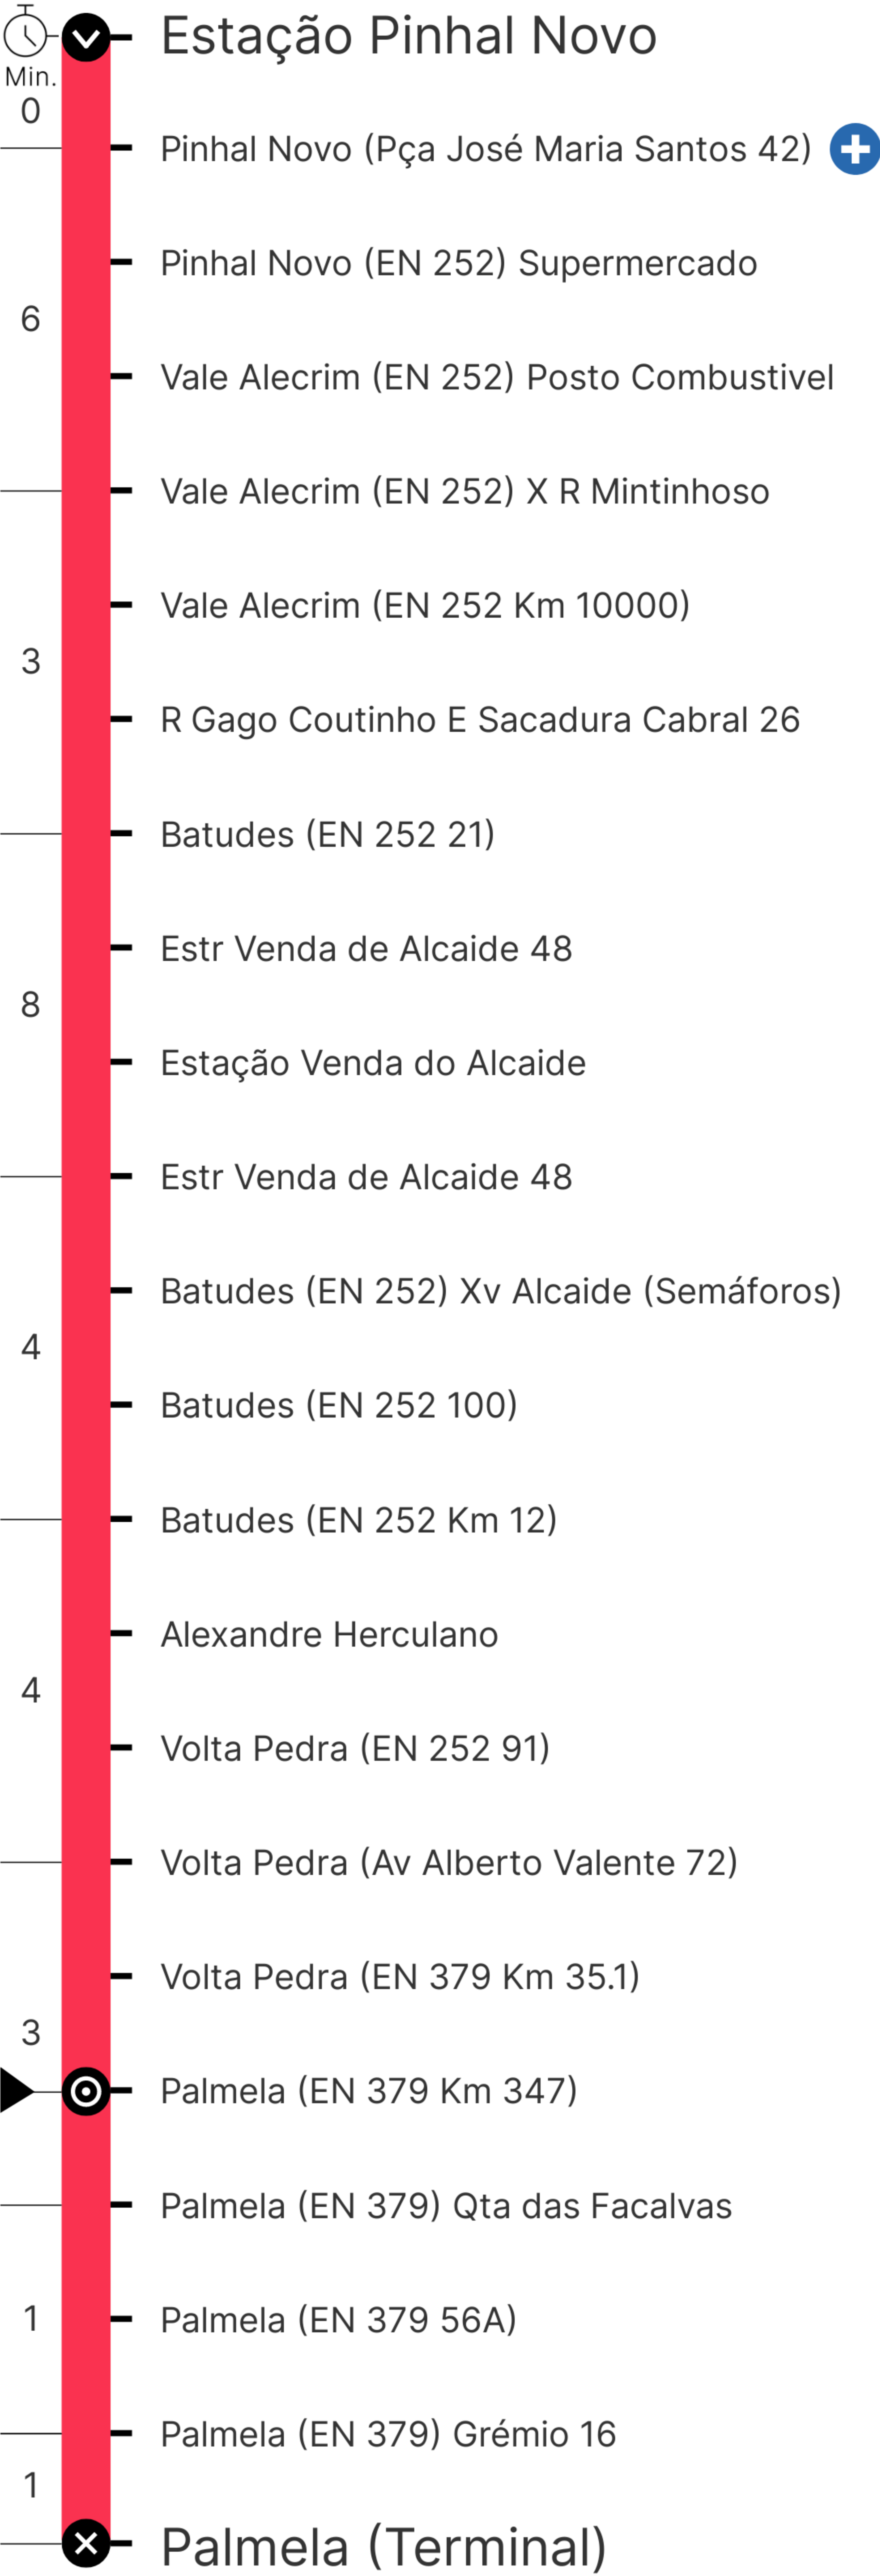 Estação Pinhal Novo
Min.
0
Pinhal Novo (Pça José Maria Santos 42)
Pinhal Novo (EN 252) Supermercado
6
Vale Alecrim (EN 252) Posto Combustivel
Vale Alecrim (EN 252) X R Mintinhoso
Vale Alecrim (EN 252 Km 10000)
3
R Gago Coutinho E Sacadura Cabral 26
Batudes (EN 252 21)
Estr Venda de Alcaide 48
8
Estação Venda do Alcaide
Estr Venda de Alcaide 48
Batudes (EN 252) Xv Alcaide (Semáforos)
4
Batudes (EN 252 100)
Batudes (EN 252 Km 12)
Alexandre Herculano
4
Volta Pedra (EN 252 91)
Volta Pedra (Av Alberto Valente 72)
Volta Pedra (EN 379 Km 35.1)
3
Palmela (EN 379 Km 347)
Palmela (EN 379) Qta das Facalvas
1
Palmela (EN 379 56A)
Palmela (EN 379) Grémio 16
1
Palmela (Terminal)